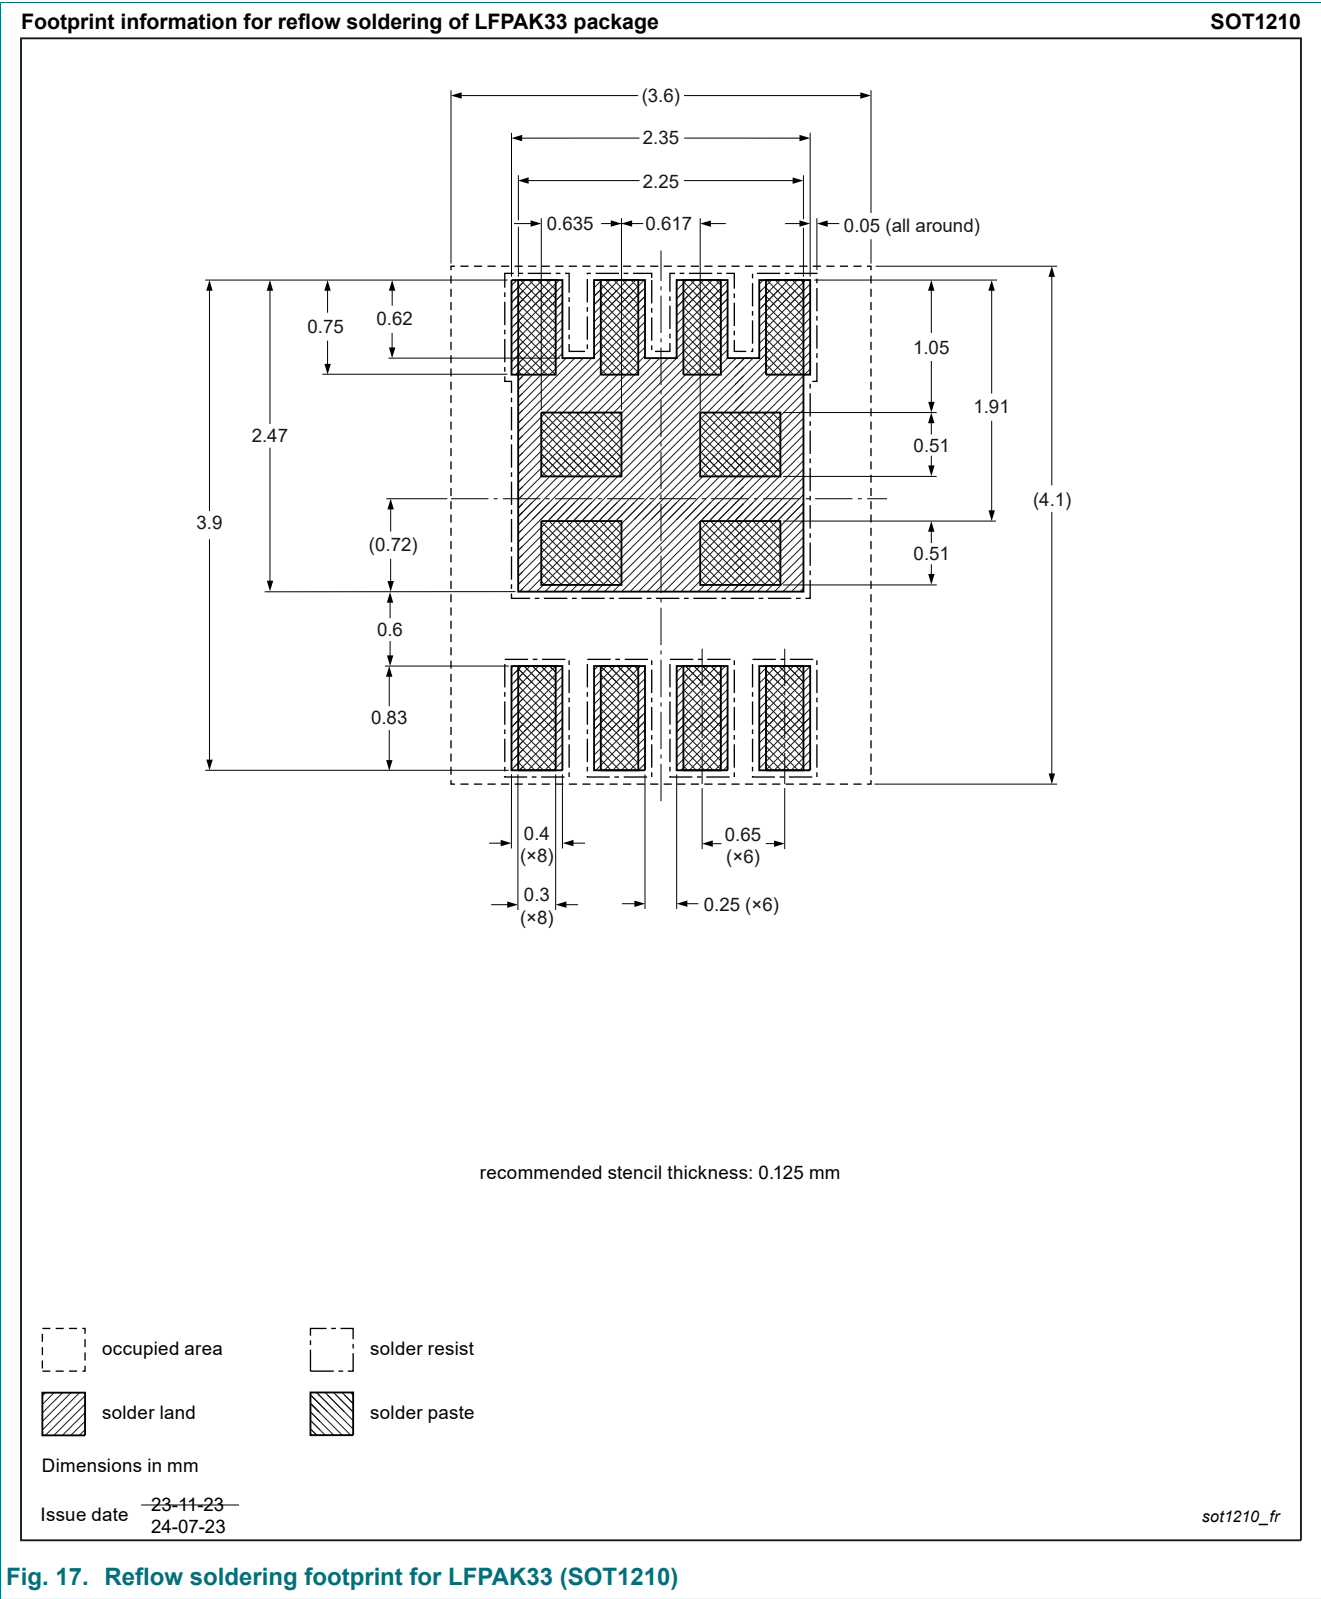 Footprint information for reflow soldering of LFPAK33 package SOT1210
(3.6)
2.35
2.25
0.635 0.617 0.05 (all around)
0.75 0.62
1.05
1.91
2.47
0.51
3.9
(0.72)
(4.1)
0.51
0.6
0.83
0.4
(×8)
0.65
(×6)
0.3
(×8)
0.25 (×6)
recommended stencil thickness: 0.125 mm
occupied area solder resist
solder land solder paste
Dimensions in mm
23-11-23
Issue date
24-07-23
sot1210_fr
Fig. 17. Reflow soldering footprint for LFPAK33 (SOT1210)